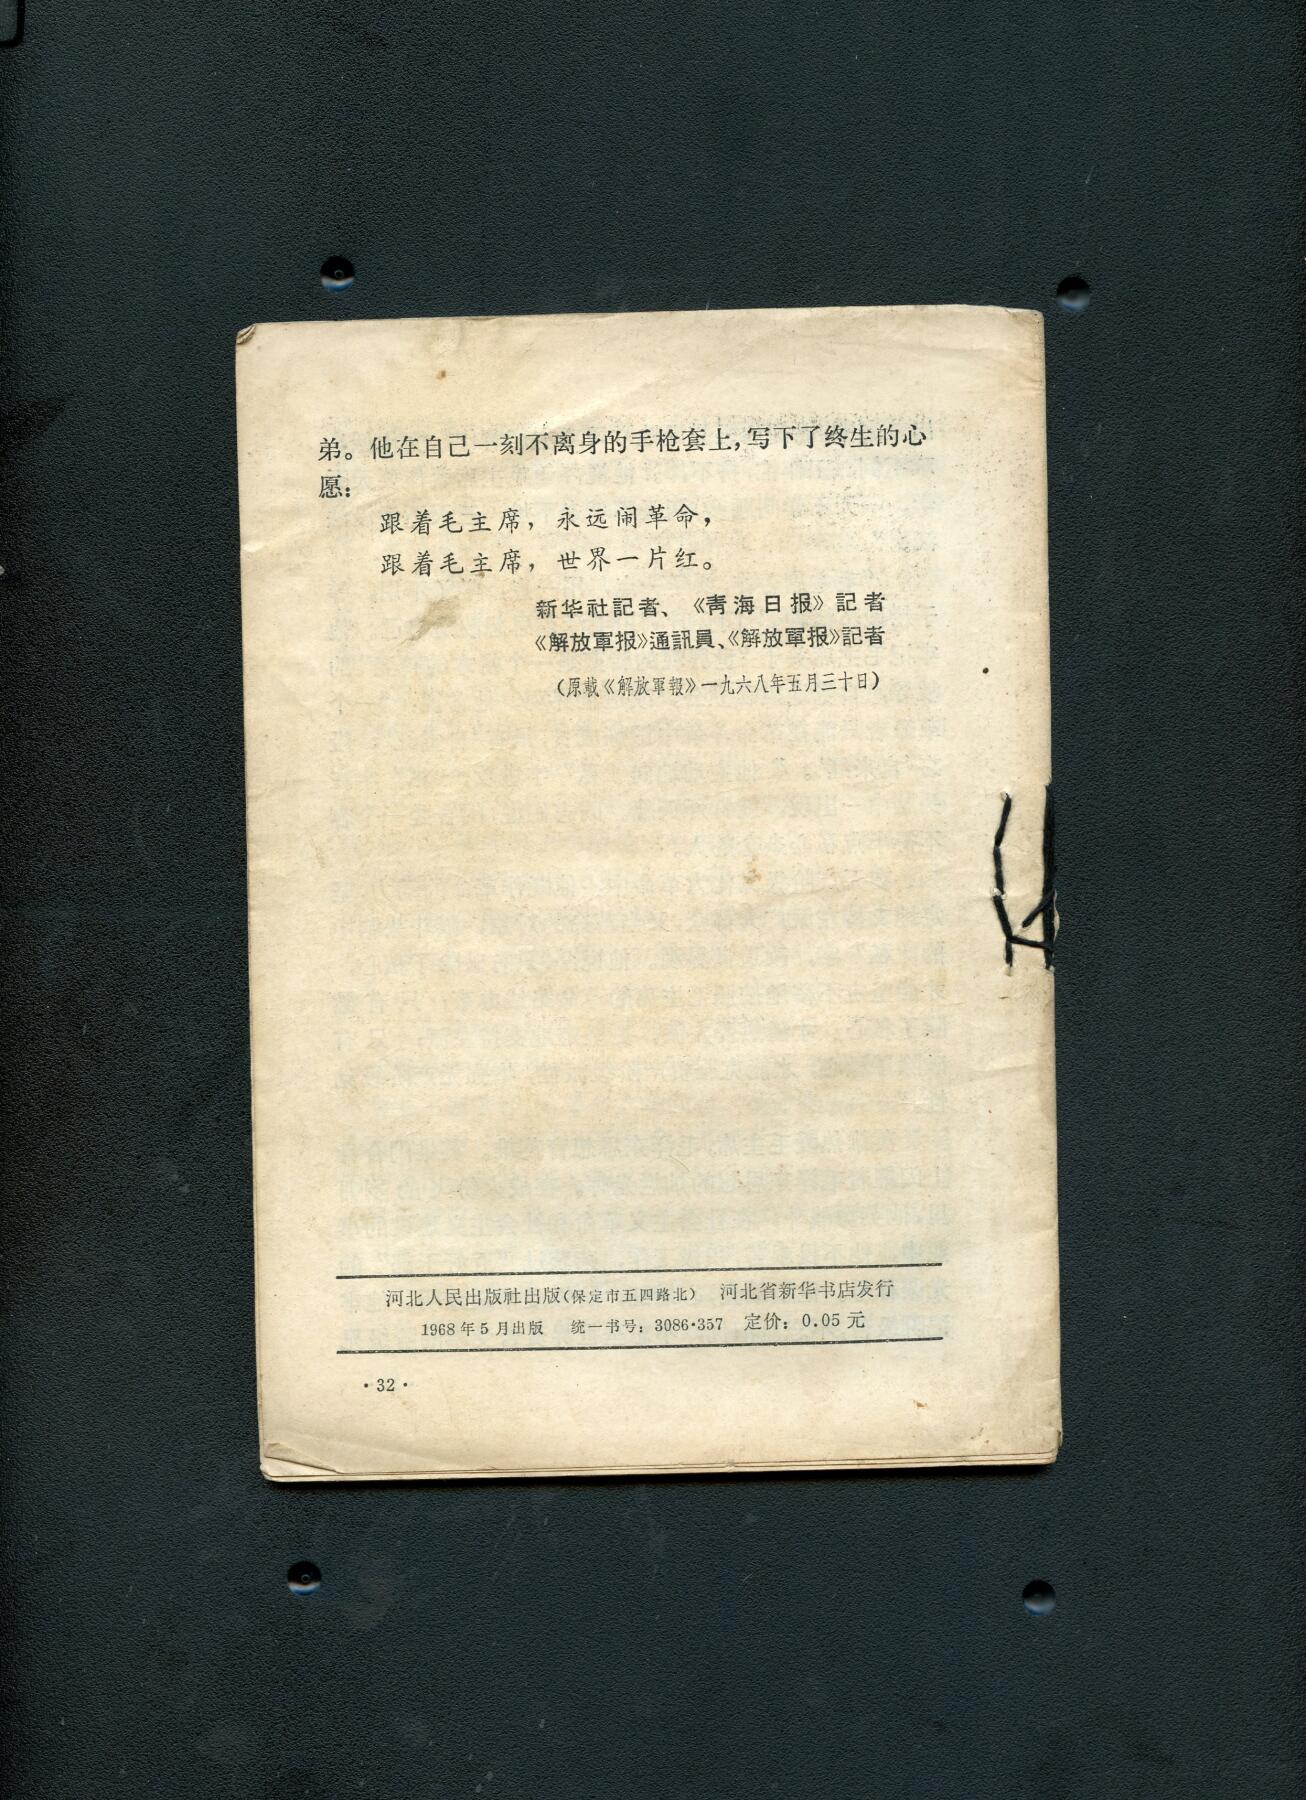 弟。他在自己一刻不离身的手枪套上，写下了终生的心
愿：
跟着毛主席，永远闹革命，
跟着毛主席，世界一片红。
新华社記者、《青海日报》記者
《解放軍报》通訊員、《解放軍报》記者
（原載《解放軍報》一九六八年五月三十日）
河北人民出版社出版（保定市五四路北） 河北省新华书店发行
1968年5月出版 统一书号：3086·357 定价：0.05元
·32·